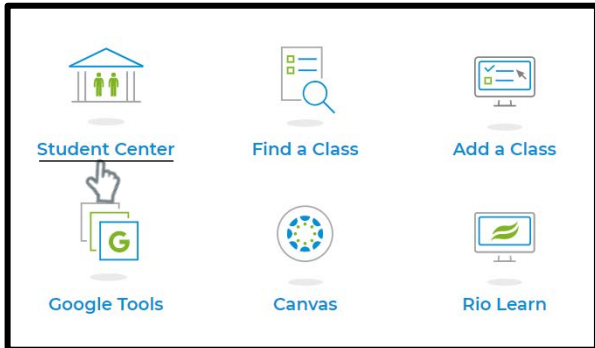 Student Center
Find a Class
Add a Class
G
Google Tools
Canvas
Rio Learn